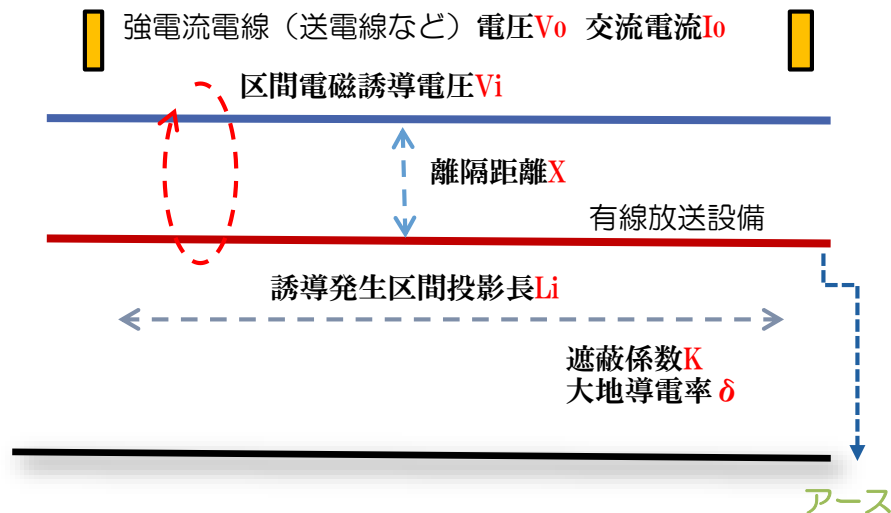 強電流電線（送電線など）電圧V0 交流電流I0
区間電磁誘導電圧Vi
離隔距離X
有線放送設備
誘導発生区間投影長Li
遮蔽係数K
大地導電率δ
アース